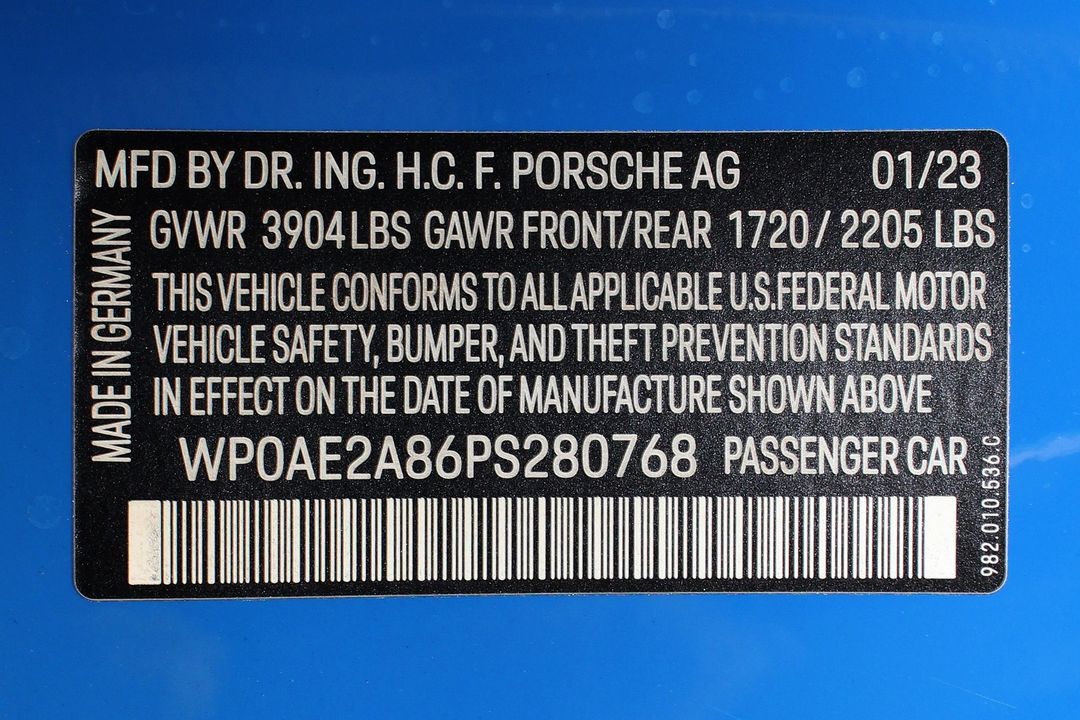 MFD BY DR. ING. H.C. F. PORSCHE AG 01/23
MADE IN GERMANY
GVWR 3904 LBS GAWR FRONT/REAR 1720 / 2205 LBS
THIS VEHICLE CONFORMS TO ALL APPLICABLE U.S.FEDERAL MOTOR
VEHICLE SAFETY, BUMPER, AND THEFT PREVENTION STANDARDS
IN EFFECT ON THE DATE OF MANUFACTURE SHOWN ABOVE
WP0AE2A86PS280768 PASSENGER CAR
982.010.536C